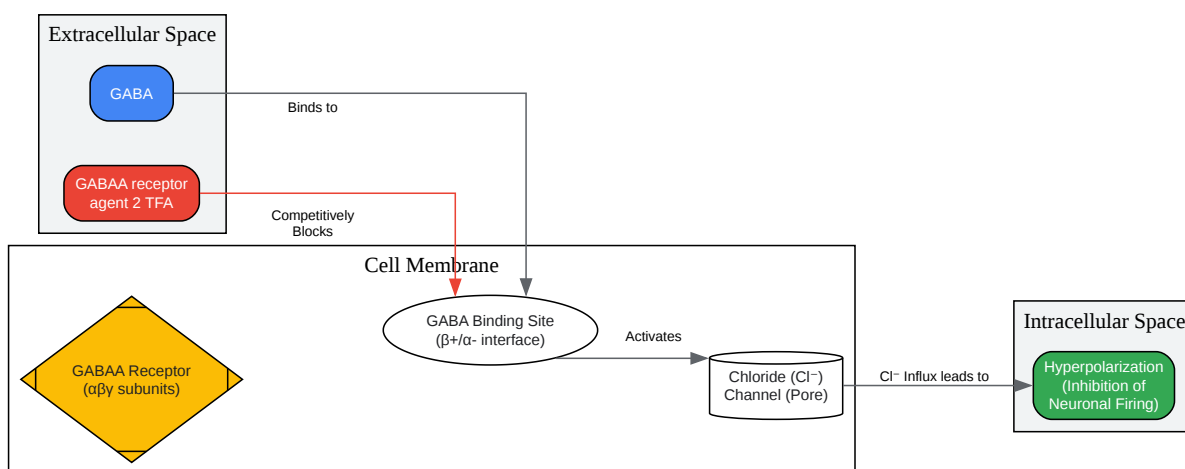 Extracellular Space
GABA
Binds to
GABAA receptor
agent 2 TFA
Competitively
Blocks
Cell Membrane
GABA Binding Site
(β+/α- interface)
Activates
GABAA Receptor
(αβγ subunits)
Chloride (Cl⁻)
Channel (Pore)
Cl⁻ Influx leads to
Intracellular Space
Hyperpolarization
(Inhibition of
Neuronal Firing)